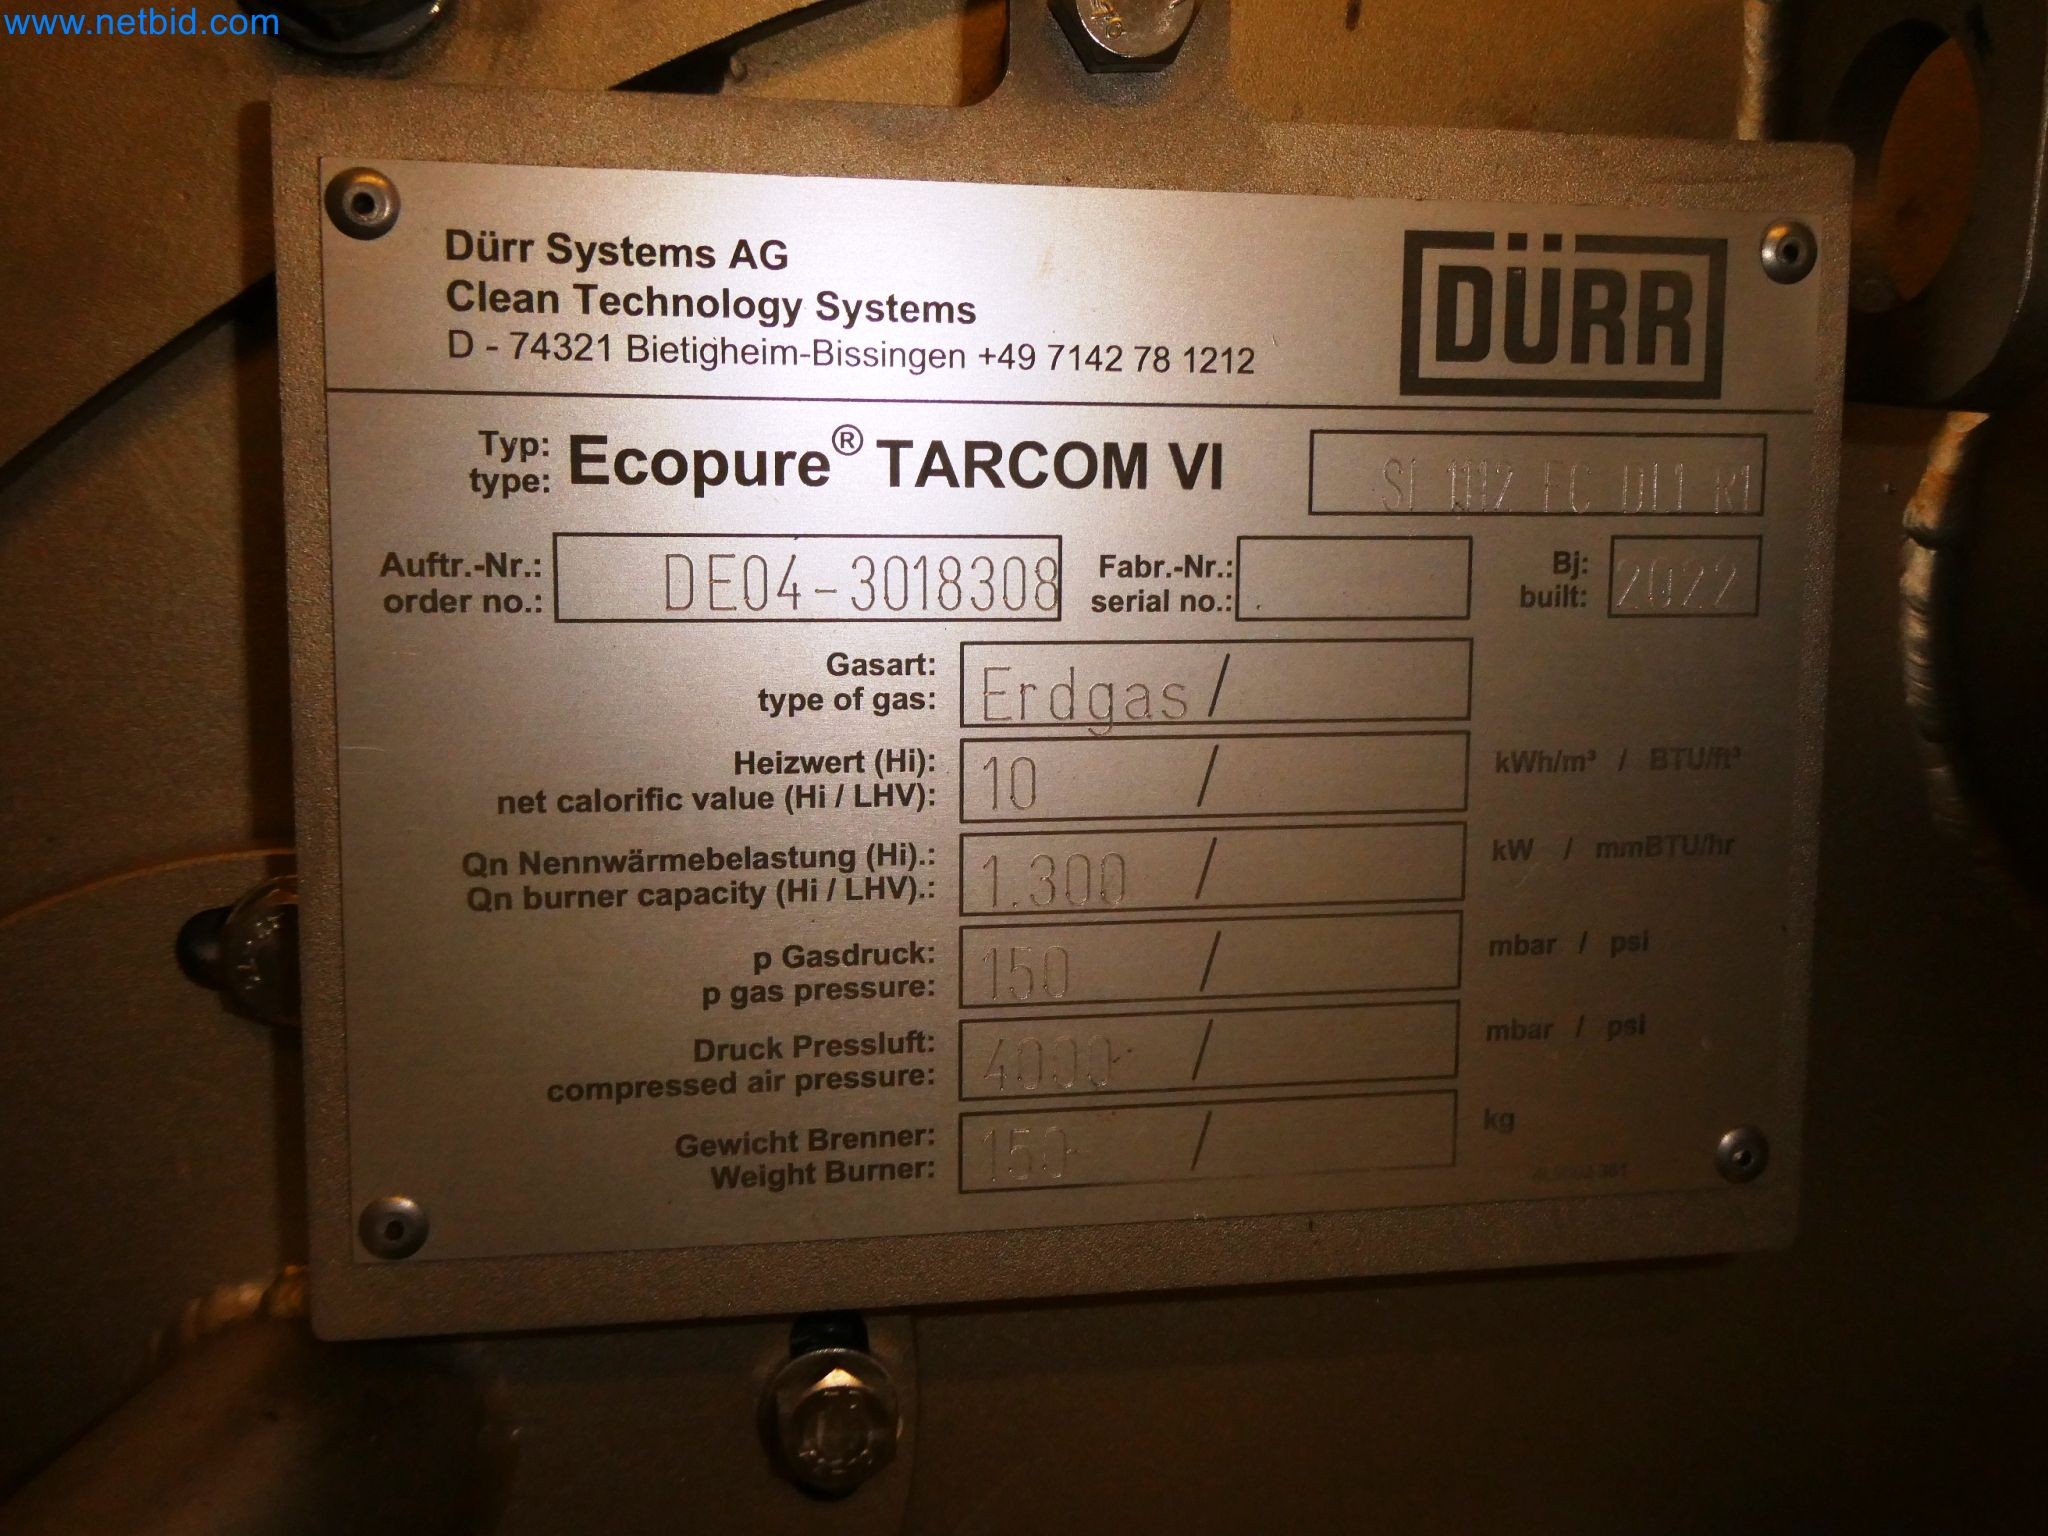 www.netbid.com
Dürr Systems AG
Clean Technology Systems
D - 74321 Bietigheim-Bissingen +49 7142 78 1212
DÜRR
Typ: Ecopure® TARCOM VI
type:
1112 EC DL1 R1
Auftr.-Nr.: DE04-3018308 Fabr.-Nr.: Bj: 2022
order no.: serial no.: built:
Gasart: Erdgas /
type of gas:
Heizwert (Hi): 10 / kWh/m³ / BTU/ft³
net calorific value (Hi / LHV):
Qn Nennwärmebelastung (Hi).: 1.300 / kW / mmBTU/hr
Qn burner capacity (Hi / LHV).:
p Gasdruck: 150 / mbar / psi
p gas pressure:
Druck Pressluft: 4000 / mbar / psi
compressed air pressure:
Gewicht Brenner: 150 / kg
Weight Burner: